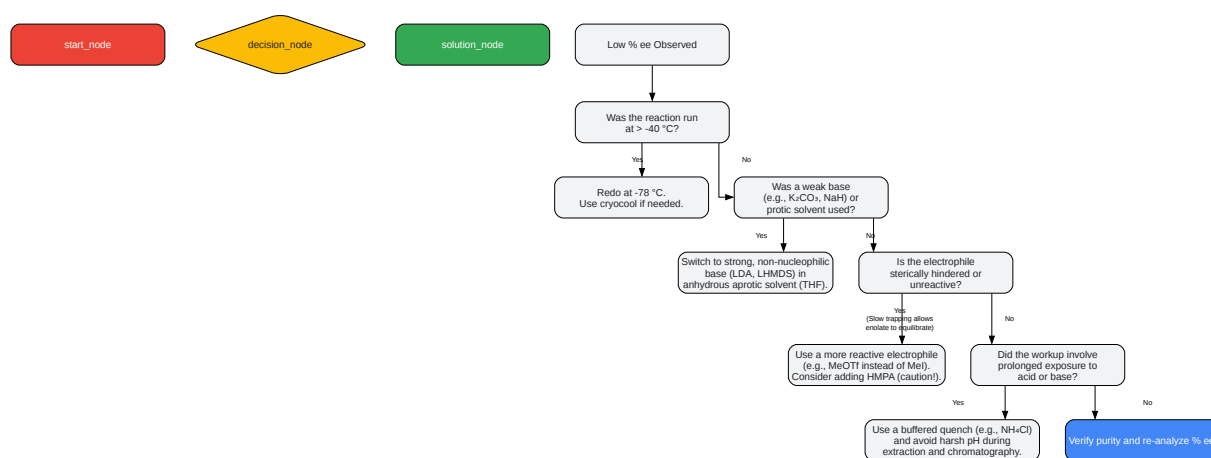 start_node
decision_node
solution_node
Low % ee Observed
Was the reaction run
at > -40 °C?
Yes
No
Redo at -78 °C.
Use cryocool if needed.
Was a weak base
(e.g., K₂CO₃, NaH) or
protic solvent used?
Yes
No
Switch to strong, non-nucleophilic
base (LDA, LHMDS) in
anhydrous aprotic solvent (THF).
Is the electrophile
sterically hindered or
unreactive?
Yes
(Slow trapping allows
enolate to equilibrate)
No
Use a more reactive electrophile
(e.g., MeOTf instead of MeI).
Consider adding HMPA (caution!).
Did the workup involve
prolonged exposure to
acid or base?
Yes
No
Use a buffered quench (e.g., NH₄Cl)
and avoid harsh pH during
extraction and chromatography.
Verify purity and re-analyze %